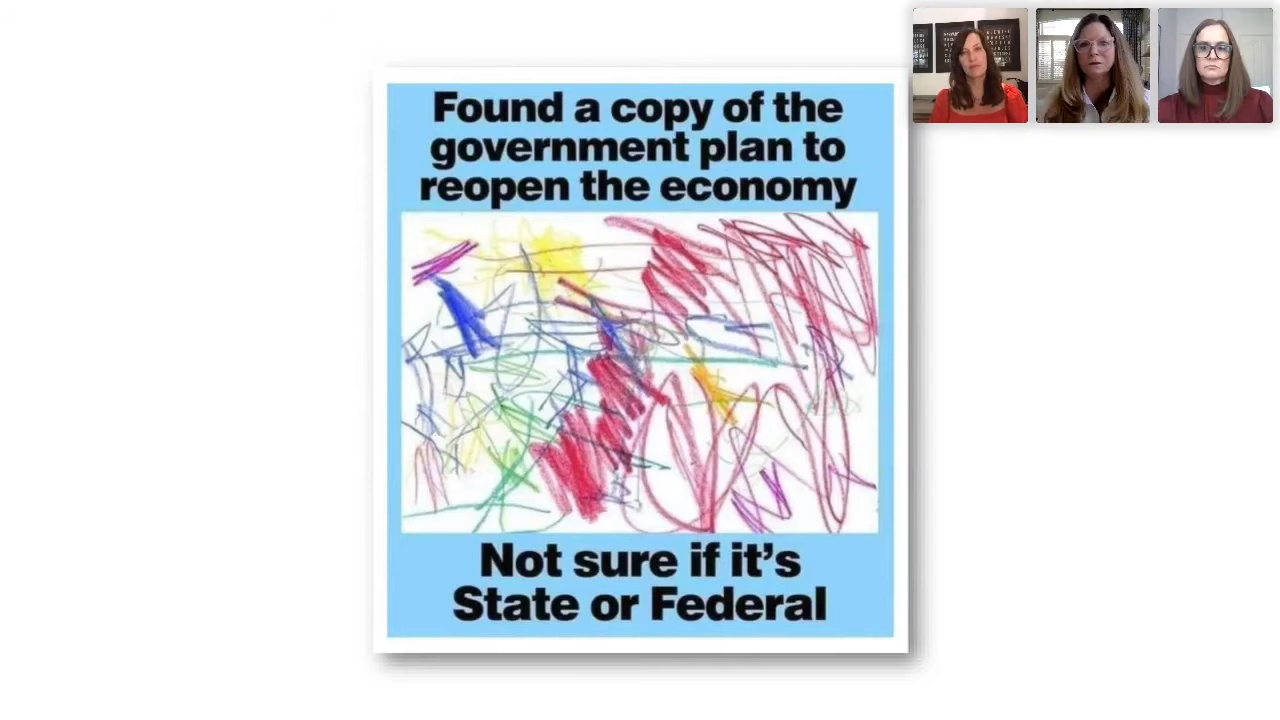 Found a copy of the
government plan to
reopen the economy
Not sure if it's
State or Federal